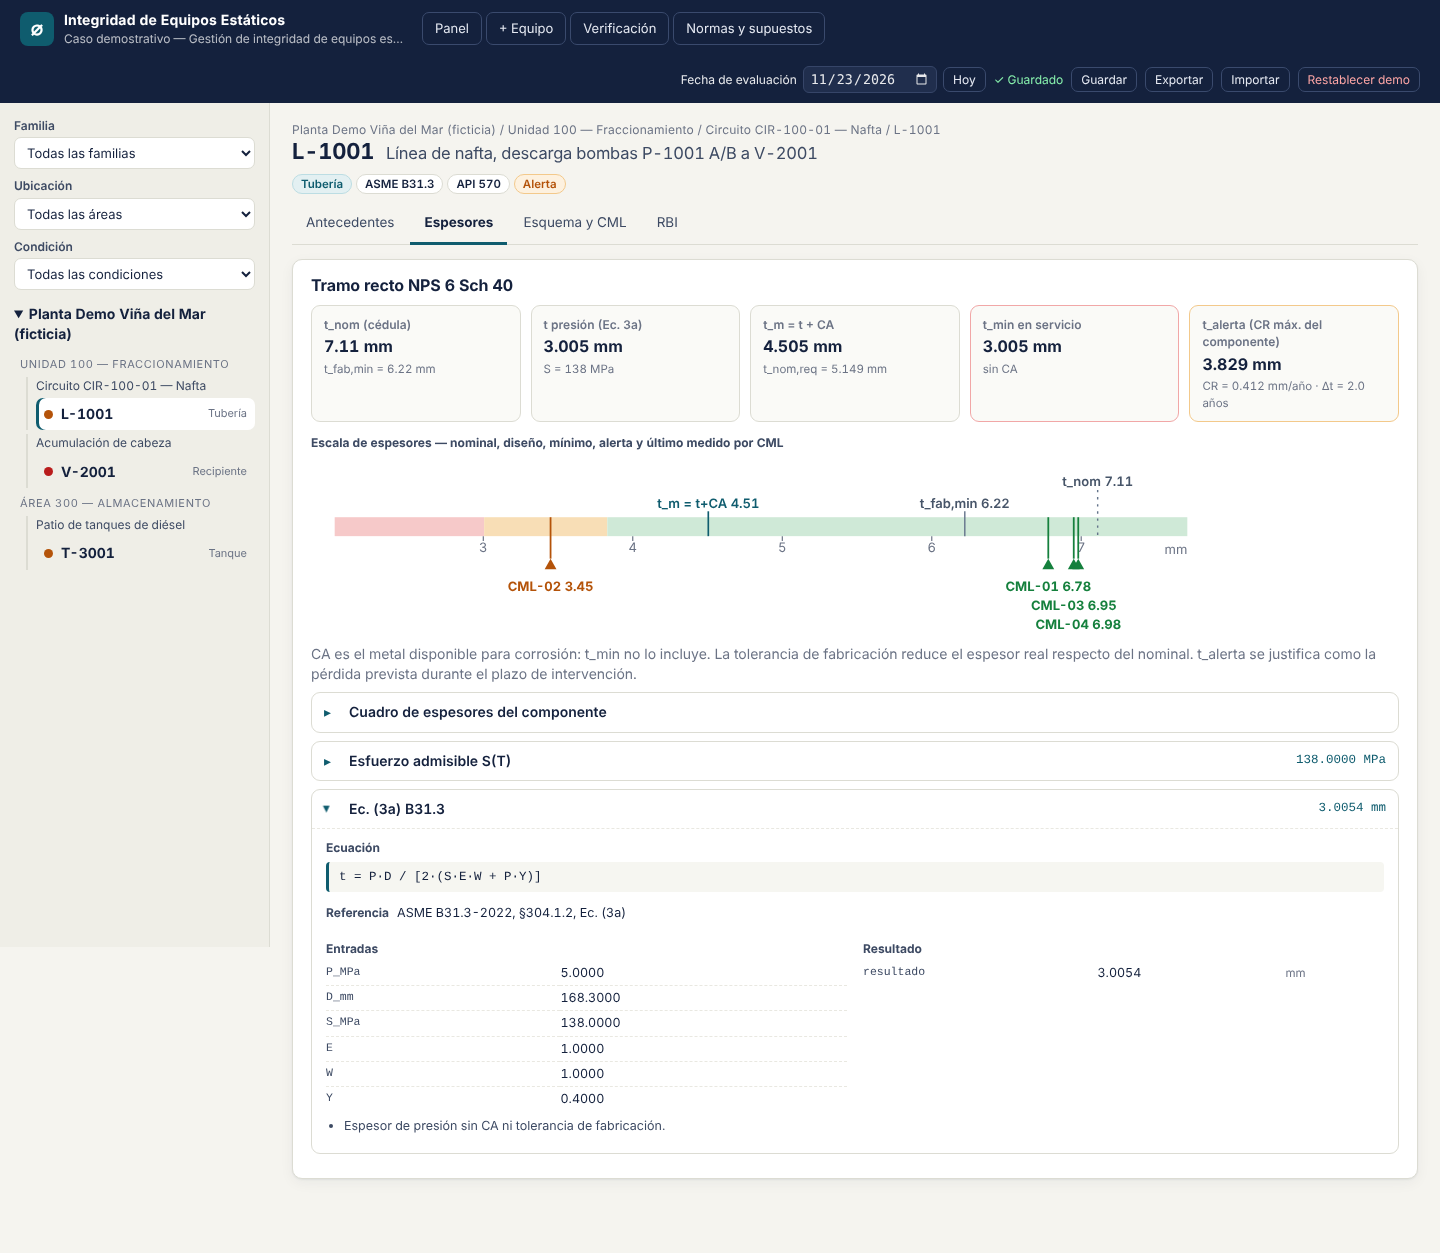 Integridad de Equipos Estáticos
Caso demostrativo — Gestión de integridad de equipos es...
Panel
+ Equipo
Verificación
Normas y supuestos
Fecha de evaluación
11/23/2026
Hoy
✓ Guardado
Guardar
Exportar
Importar
Restablecer demo
Familia
Todas las familias
Ubicación
Todas las áreas
Condición
Todas las condiciones
▼ Planta Demo Viña del Mar
(ficticia)
UNIDAD 100 — FRACCIONAMIENTO
Circuito CIR-100-01 — Nafta
L-1001 Tubería
Acumulación de cabeza
V-2001 Recipiente
ÁREA 300 — ALMACENAMIENTO
Patio de tanques de diésel
T-3001 Tanque
Planta Demo Viña del Mar (ficticia) / Unidad 100 — Fraccionamiento / Circuito CIR-100-01 — Nafta / L-1001
L-1001 Línea de nafta, descarga bombas P-1001 A/B a V-2001
Tubería ASME B31.3 API 570 Alerta
Antecedentes
Espesores
Esquema y CML
RBI
Tramo recto NPS 6 Sch 40
t_nom (cédula)
7.11 mm
t_fab,min = 6.22 mm
t presión (Ec. 3a)
3.005 mm
S = 138 MPa
t_m = t + CA
4.505 mm
t_nom,req = 5.149 mm
t_min en servicio
3.005 mm
sin CA
t_alerta (CR máx. del
componente)
3.829 mm
CR = 0.412 mm/año · Δt = 2.0
años
Escala de espesores — nominal, diseño, mínimo, alerta y último medido por CML
t_nom 7.11
t_m = t+CA 4.51
t_fab,min 6.22
3 4 5 6 7 mm
CML-02 3.45
CML-01 6.78
CML-03 6.95
CML-04 6.98
CA es el metal disponible para corrosión: t_min no lo incluye. La tolerancia de fabricación reduce el espesor real respecto del nominal. t_alerta se justifica como la
pérdida prevista durante el plazo de intervención.
▸ Cuadro de espesores del componente
▸ Esfuerzo admisible S(T) 138.0000 MPa
▾ Ec. (3a) B31.3 3.0054 mm
Ecuación
t = P·D / [2·(S·E·W + P·Y)]
Referencia ASME B31.3-2022, §304.1.2, Ec. (3a)
Entradas
P_MPa 5.0000
D_mm 168.3000
S_MPa 138.0000
E 1.0000
W 1.0000
Y 0.4000
Resultado
resultado 3.0054 mm
• Espesor de presión sin CA ni tolerancia de fabricación.